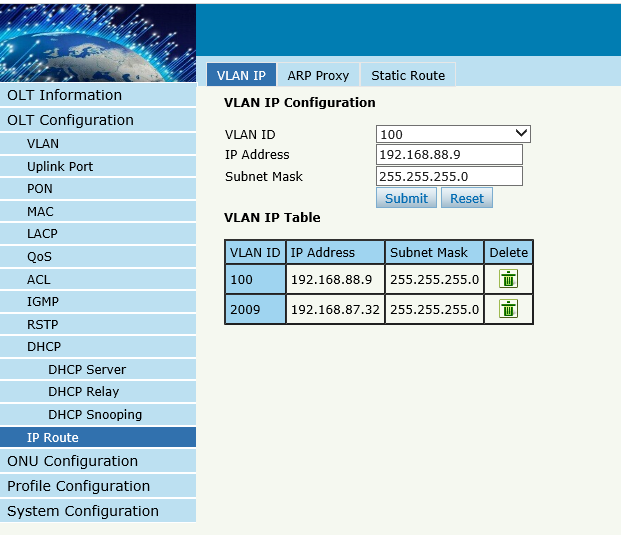 VLAN IP ARP Proxy Static Route
OLT Information
OLT Configuration
VLAN
Uplink Port
PON
MAC
LACP
QoS
ACL
IGMP
RSTP
DHCP
DHCP Server
DHCP Relay
DHCP Snooping
IP Route
ONU Configuration
Profile Configuration
System Configuration
VLAN IP Configuration
VLAN ID 100
IP Address 192.168.88.9
Subnet Mask 255.255.255.0
Submit Reset
VLAN IP Table
VLAN ID IP Address Subnet Mask Delete
100 192.168.88.9 255.255.255.0
2009 192.168.87.32 255.255.255.0